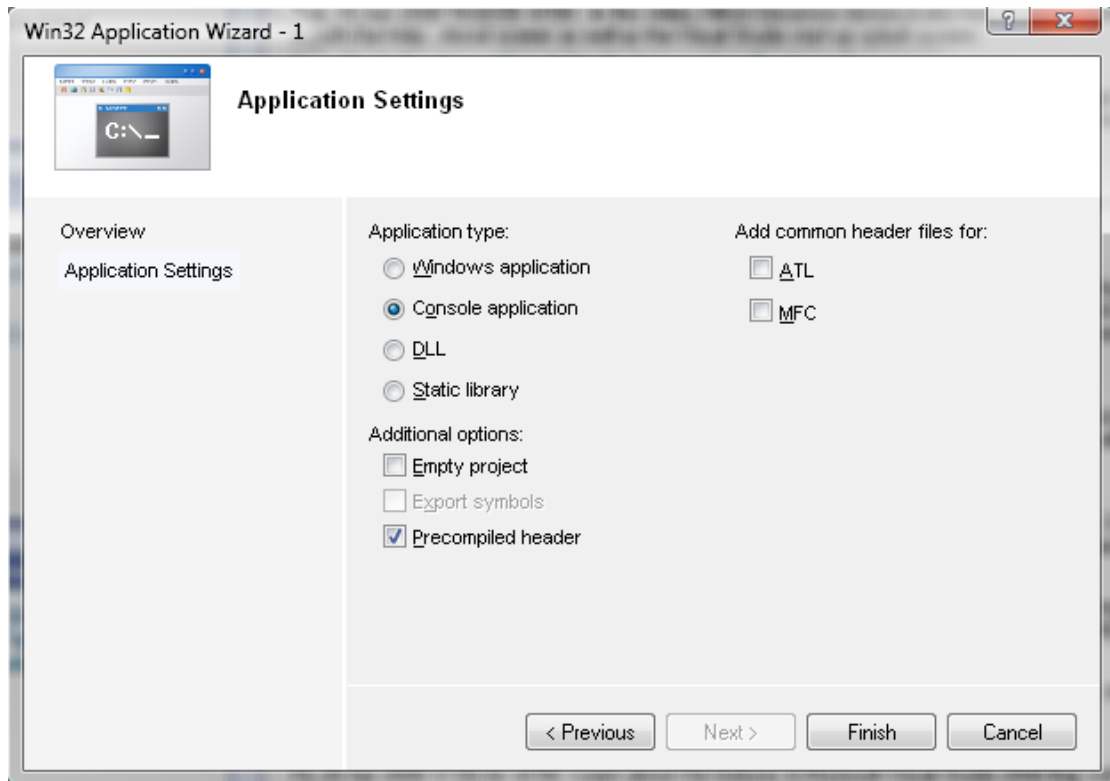 Win32 Application Wizard - 1
C:\_
Application Settings
Overview
Application Settings
Application type:
Windows application
Console application
DLL
Static library
Additional options:
Empty project
Export symbols
Precompiled header
Add common header files for:
ATL
MFC
< Previous
Next >
Finish
Cancel